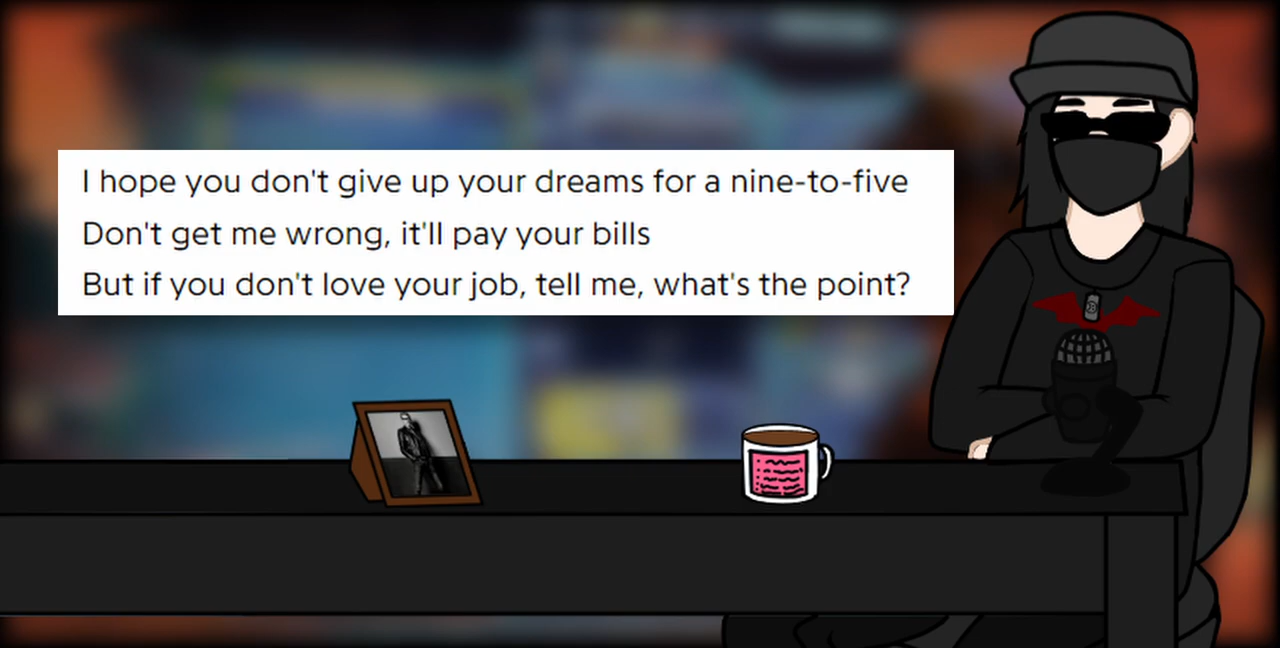 I hope you don't give up your dreams for a nine-to-five
Don't get me wrong, it'll pay your bills
But if you don't love your job, tell me, what's the point?